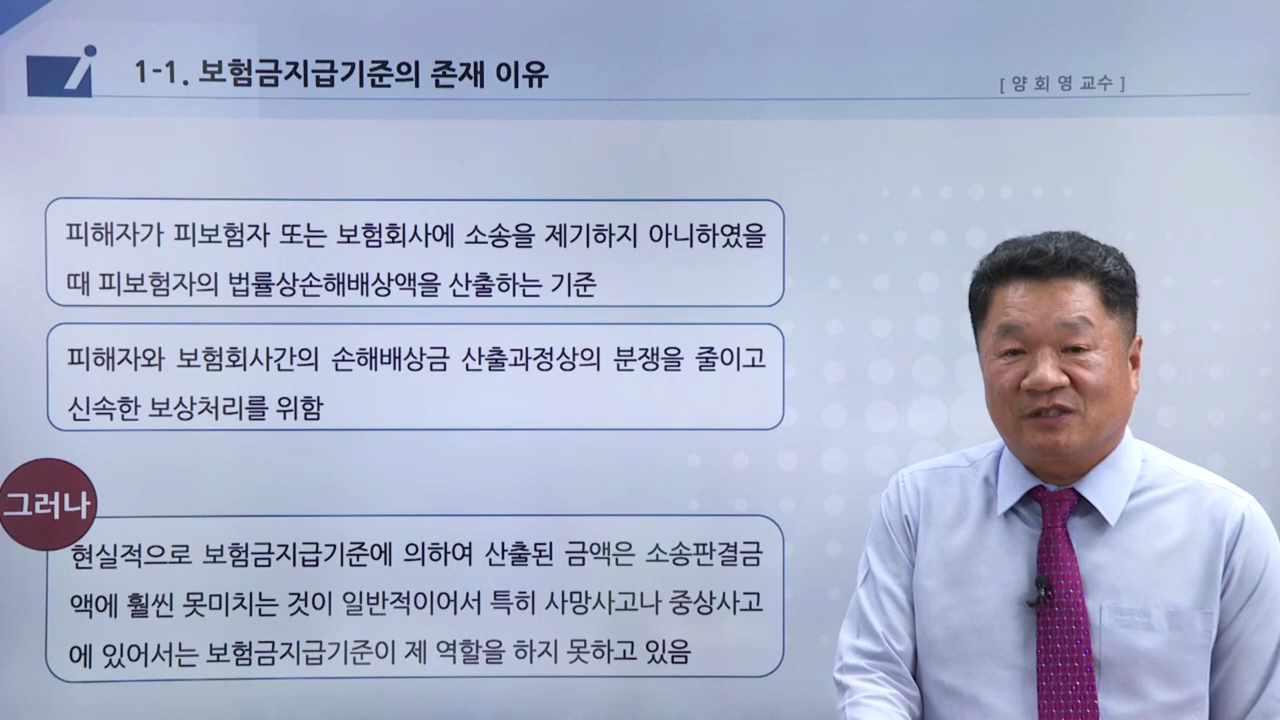 1-1. 보험금지급기준의 존재 이유
[ 양 회 영 교수 ]
피해자가 피보험자 또는 보험회사에 소송을 제기하지 아니하였을
때 피보험자의 법률상손해배상액을 산출하는 기준
피해자와 보험회사간의 손해배상금 산출과정상의 분쟁을 줄이고
신속한 보상처리를 위함
그러나
현실적으로 보험금지급기준에 의하여 산출된 금액은 소송판결금
액에 훨씬 못미치는 것이 일반적이어서 특히 사망사고나 중상사고
에 있어서는 보험금지급기준이 제 역할을 하지 못하고 있음